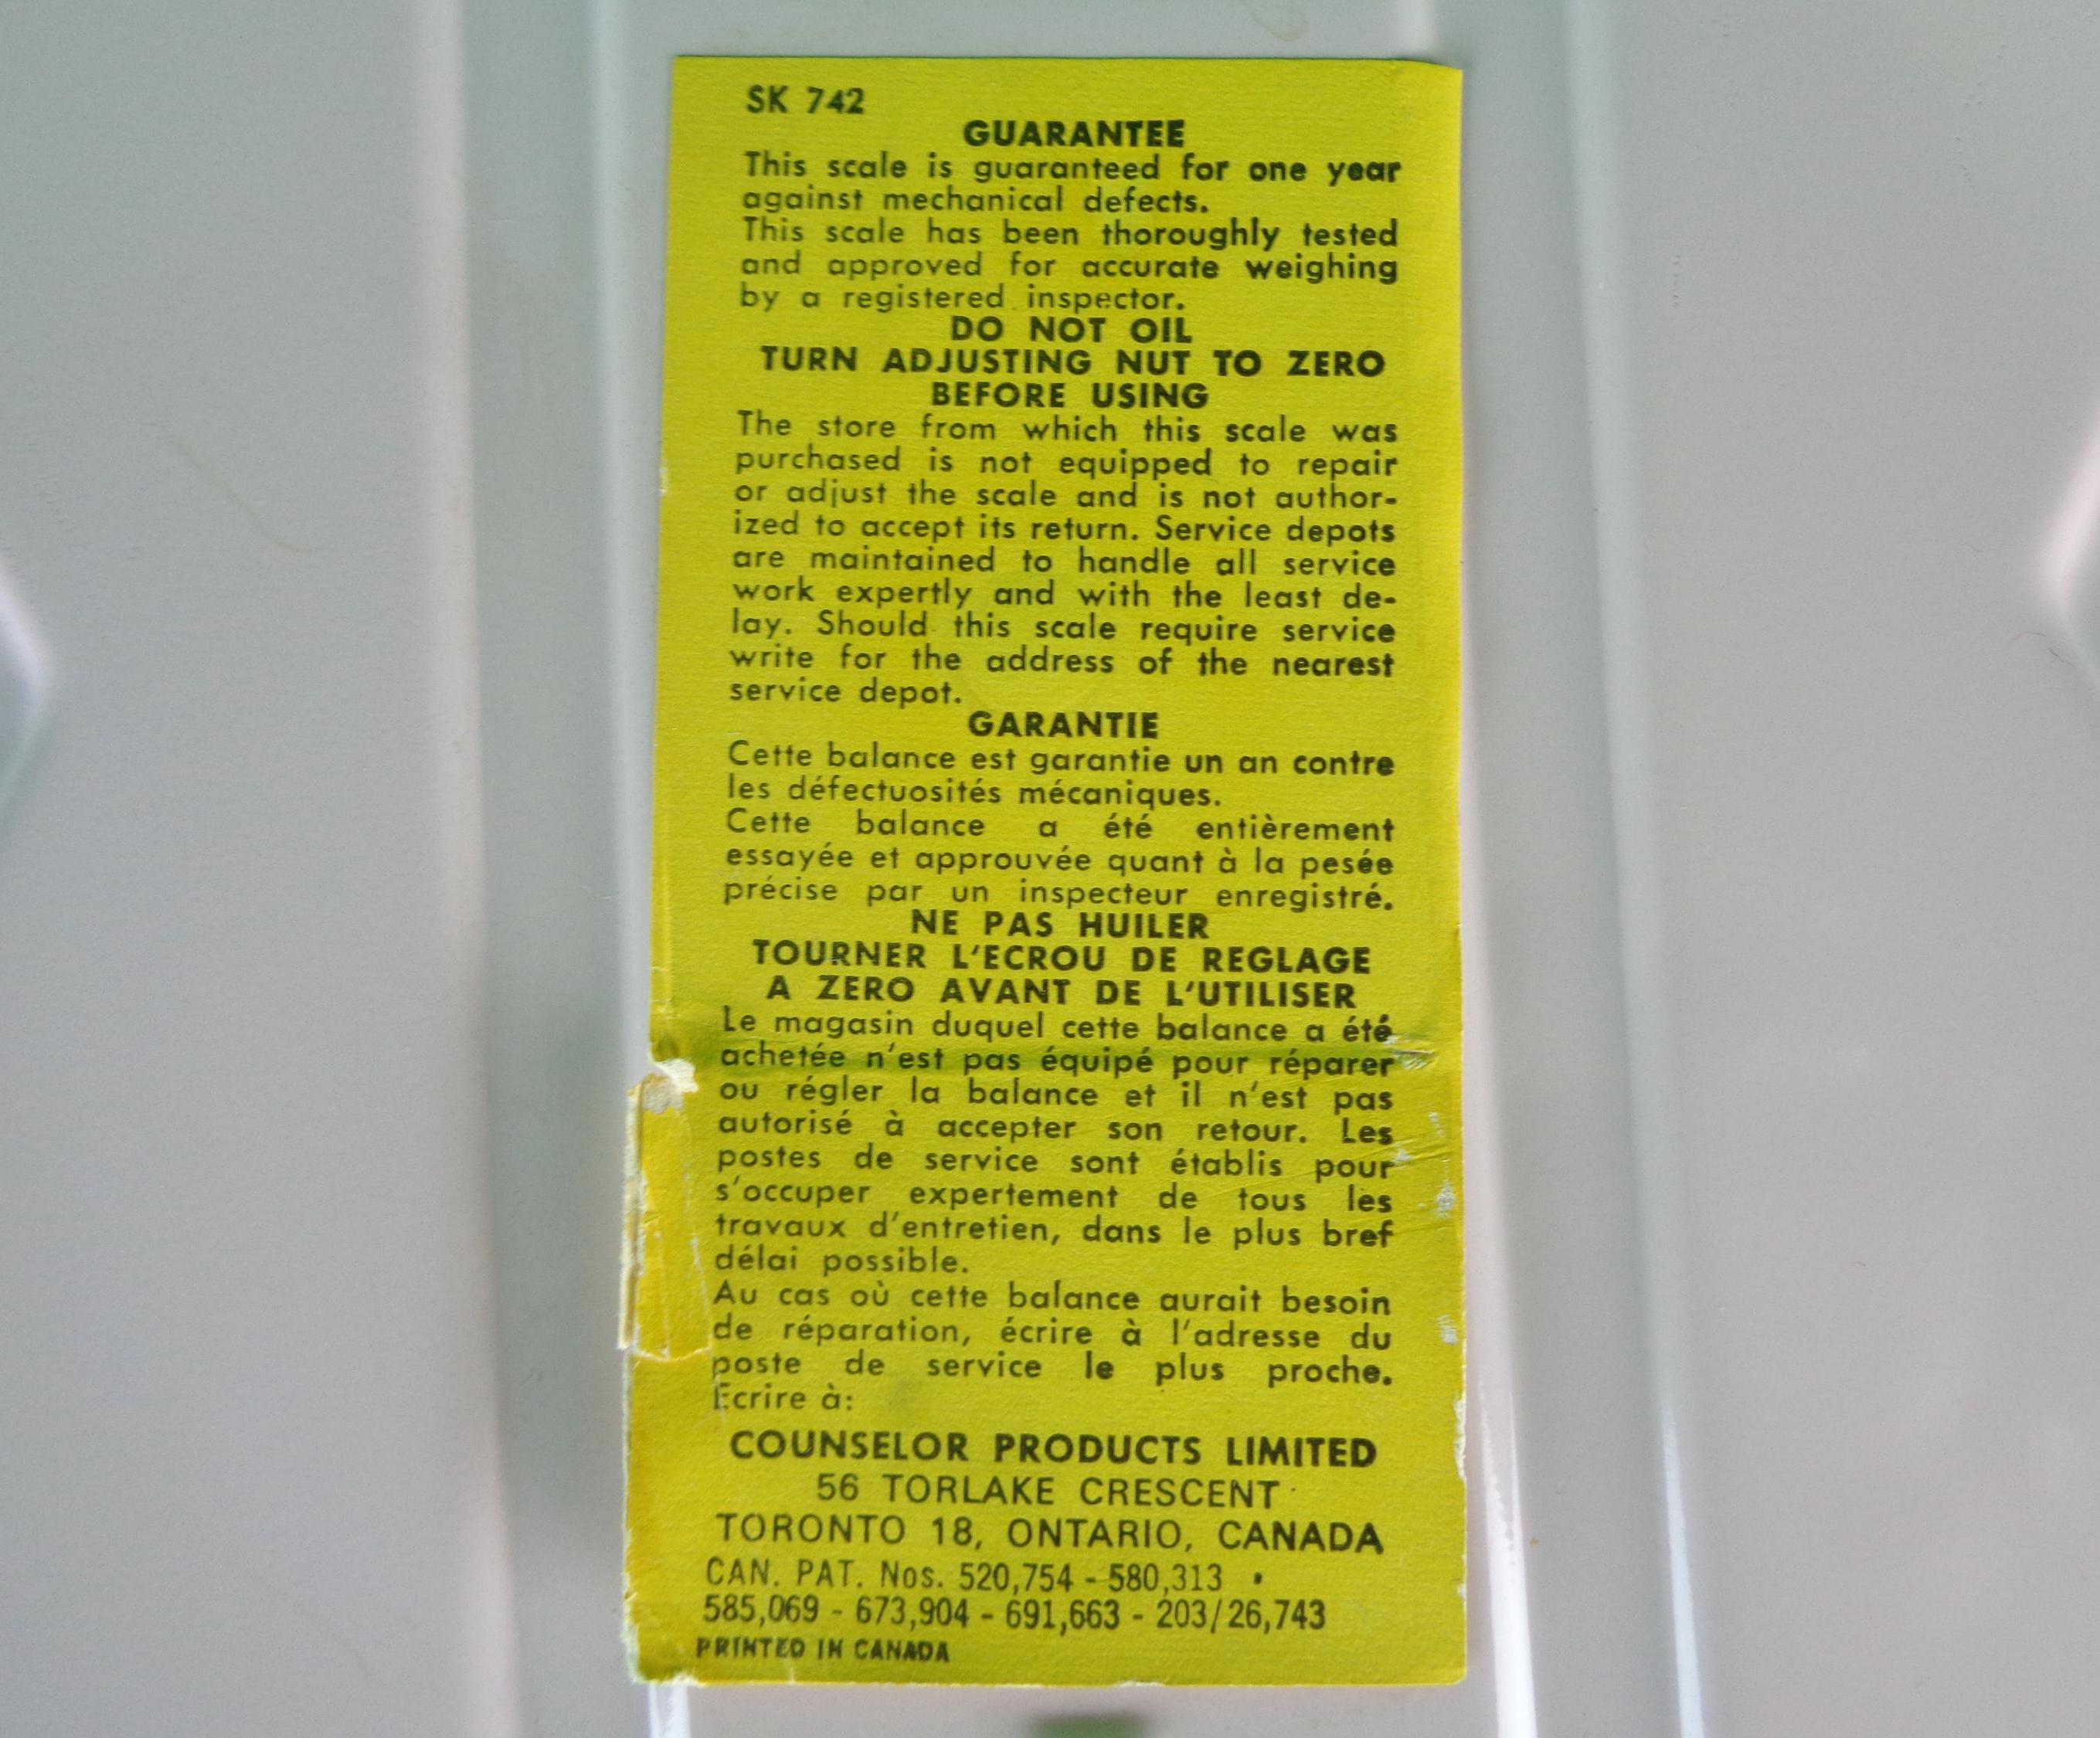 SK 742
GUARANTEE
This scale is guaranteed for one year
against mechanical defects.
This scale has been thoroughly tested
and approved for accurate weighing
by a registered inspector.
DO NOT OIL
TURN ADJUSTING NUT TO ZERO
BEFORE USING
The store from which this scale was
purchased is not equipped to repair
or adjust the scale and is not author-
ized to accept its return. Service depots
are maintained to handle all service
work expertly and with the least de-
lay. Should this scale require service
write for the address of the nearest
service depot.
GARANTIE
Cette balance est garantie un an contre
les défectuosités mécaniques.
Cette balance a été entièrement
essayée et approuvée quant à la pesée
précise par un inspecteur enregistré.
NE PAS HUILER
TOURNER L'ECROU DE REGLAGE
A ZERO AVANT DE L'UTILISER
Le magasin duquel cette balance a été
achetée n'est pas équipé pour réparer
ou régler la balance et il n'est pas
autorisé à accepter son retour. Les
postes de service sont établis pour
s'occuper expertement de tous les
travaux d'entretien, dans le plus bref
délai possible.
Au cas où cette balance aurait besoin
de réparation, écrire à l'adresse du
poste de service le plus proche.
Ecrire à:
COUNSELOR PRODUCTS LIMITED
56 TORLAKE CRESCENT
TORONTO 18, ONTARIO, CANADA
CAN. PAT. Nos. 520,754 - 580,313 •
585,069 - 673,904 - 691,663 - 203/26,743
PRINTED IN CANADA